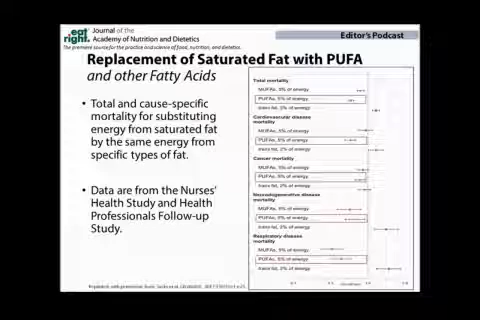 eat right.
Journal of the
Academy of Nutrition and Dietetics
Editor's Podcast
The premiere source for the practice and science of food, nutrition, and dietetics.
Replacement of Saturated Fat with PUFA
and other Fatty Acids
• Total and cause-specific
mortality for substituting
energy from saturated fat
by the same energy from
specific types of fat.
• Data are from the Nurses'
Health Study and Health
Professionals Follow-up
Study.
Total mortality
MUFAs, 5% of energy
PUFAs, 5% of energy
trans fat, 2% of energy
Cardiovascular disease
mortality
MUFAs, 5% of energy
PUFAs, 5% of energy
trans fat, 2% of energy
Cancer mortality
MUFAs, 5% of energy
PUFAs, 5% of energy
trans fat, 2% of energy
Neurodegenerative disease
mortality
MUFAs, 5% of energy
PUFAs, 5% of energy
trans fat, 2% of energy
Respiratory disease
mortality
MUFAs, 5% of energy
PUFAs, 5% of energy
trans fat, 2% of energy